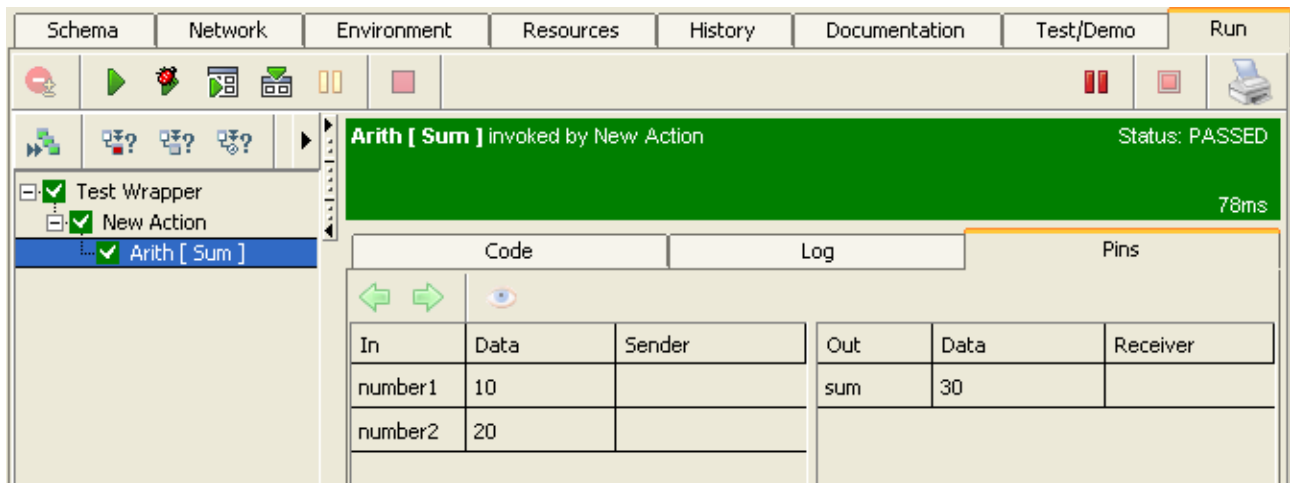 Schema Network Environment Resources History Documentation Test/Demo Run
Arith [ Sum ] invoked by New Action Status: PASSED
Test Wrapper
78ms
New Action
Arith [ Sum ]
Code Log Pins
In Data Sender Out Data Receiver
number1 10 sum 30
number2 20